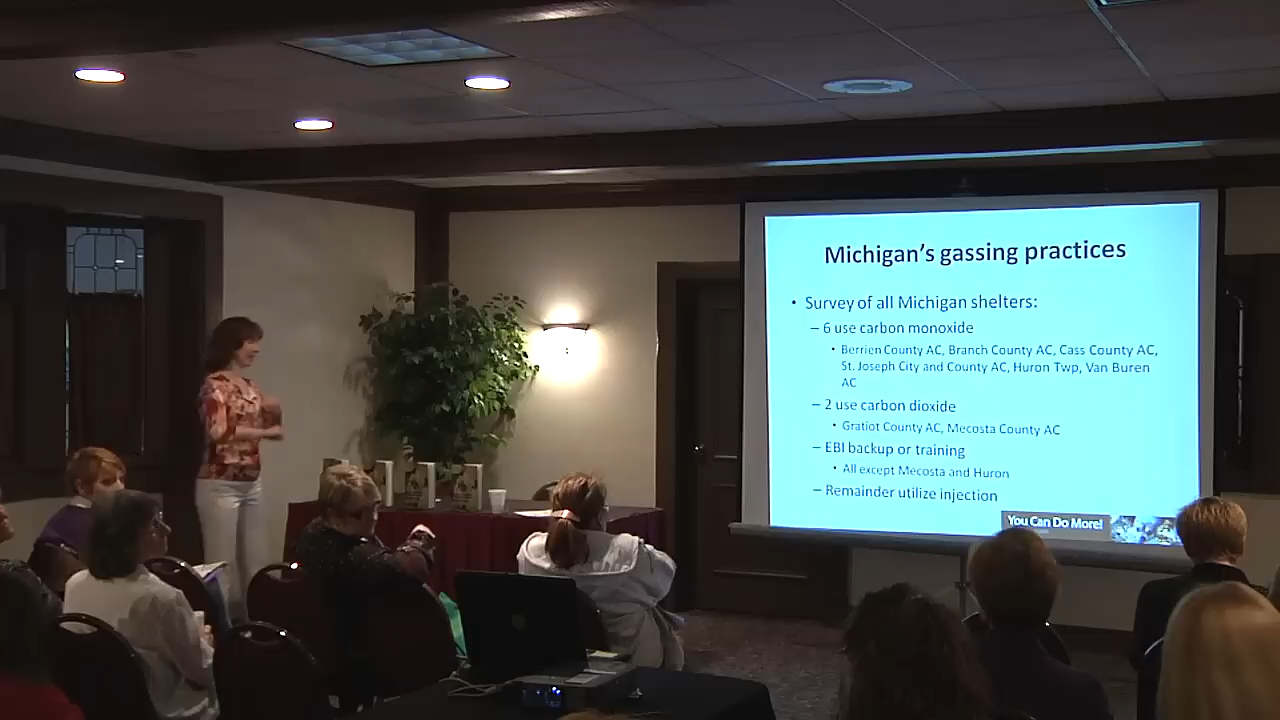 Michigan's gassing practices
• Survey of all Michigan shelters:
– 6 use carbon monoxide
• Berrien County AC, Branch County AC, Cass County AC,
St. Joseph City and County AC, Huron Twp, Van Buren
AC
– 2 use carbon dioxide
• Gratiot County AC, Mecosta County AC
– EBI backup or training
• All except Mecosta and Huron
– Remainder utilize injection
You Can Do More!